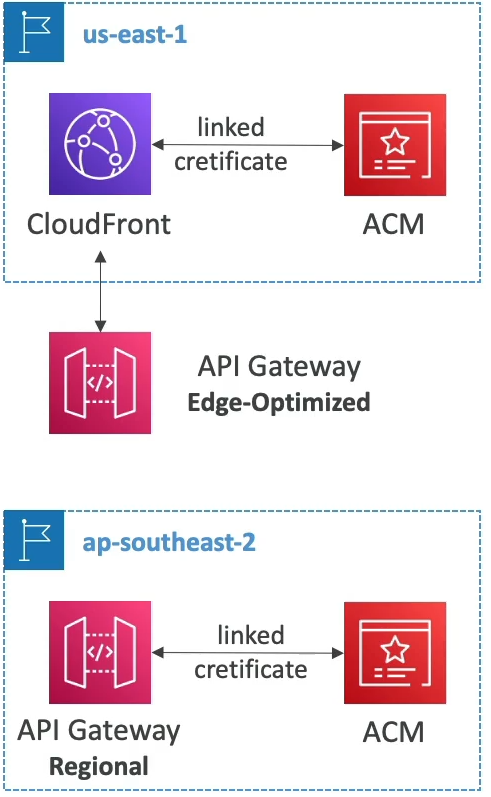 us-east-1
linked
cretificate
CloudFront
ACM
</>
API Gateway
Edge-Optimized
ap-southeast-2
</>
linked
cretificate
API Gateway
Regional
ACM